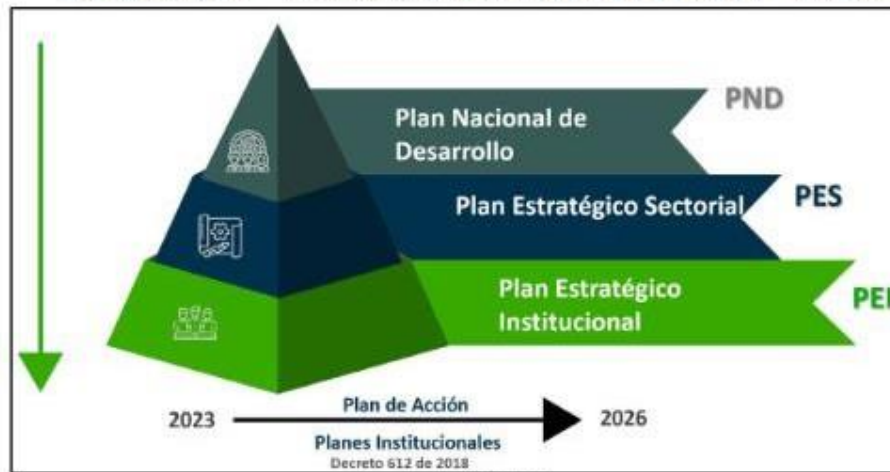 PND
Plan Nacional de
Desarrollo
Plan Estratégico Sectorial
PES
Plan Estratégico
Institucional
2023
Plan de Acción
2026
Planes Institucionales
Decreto 612 de 2018